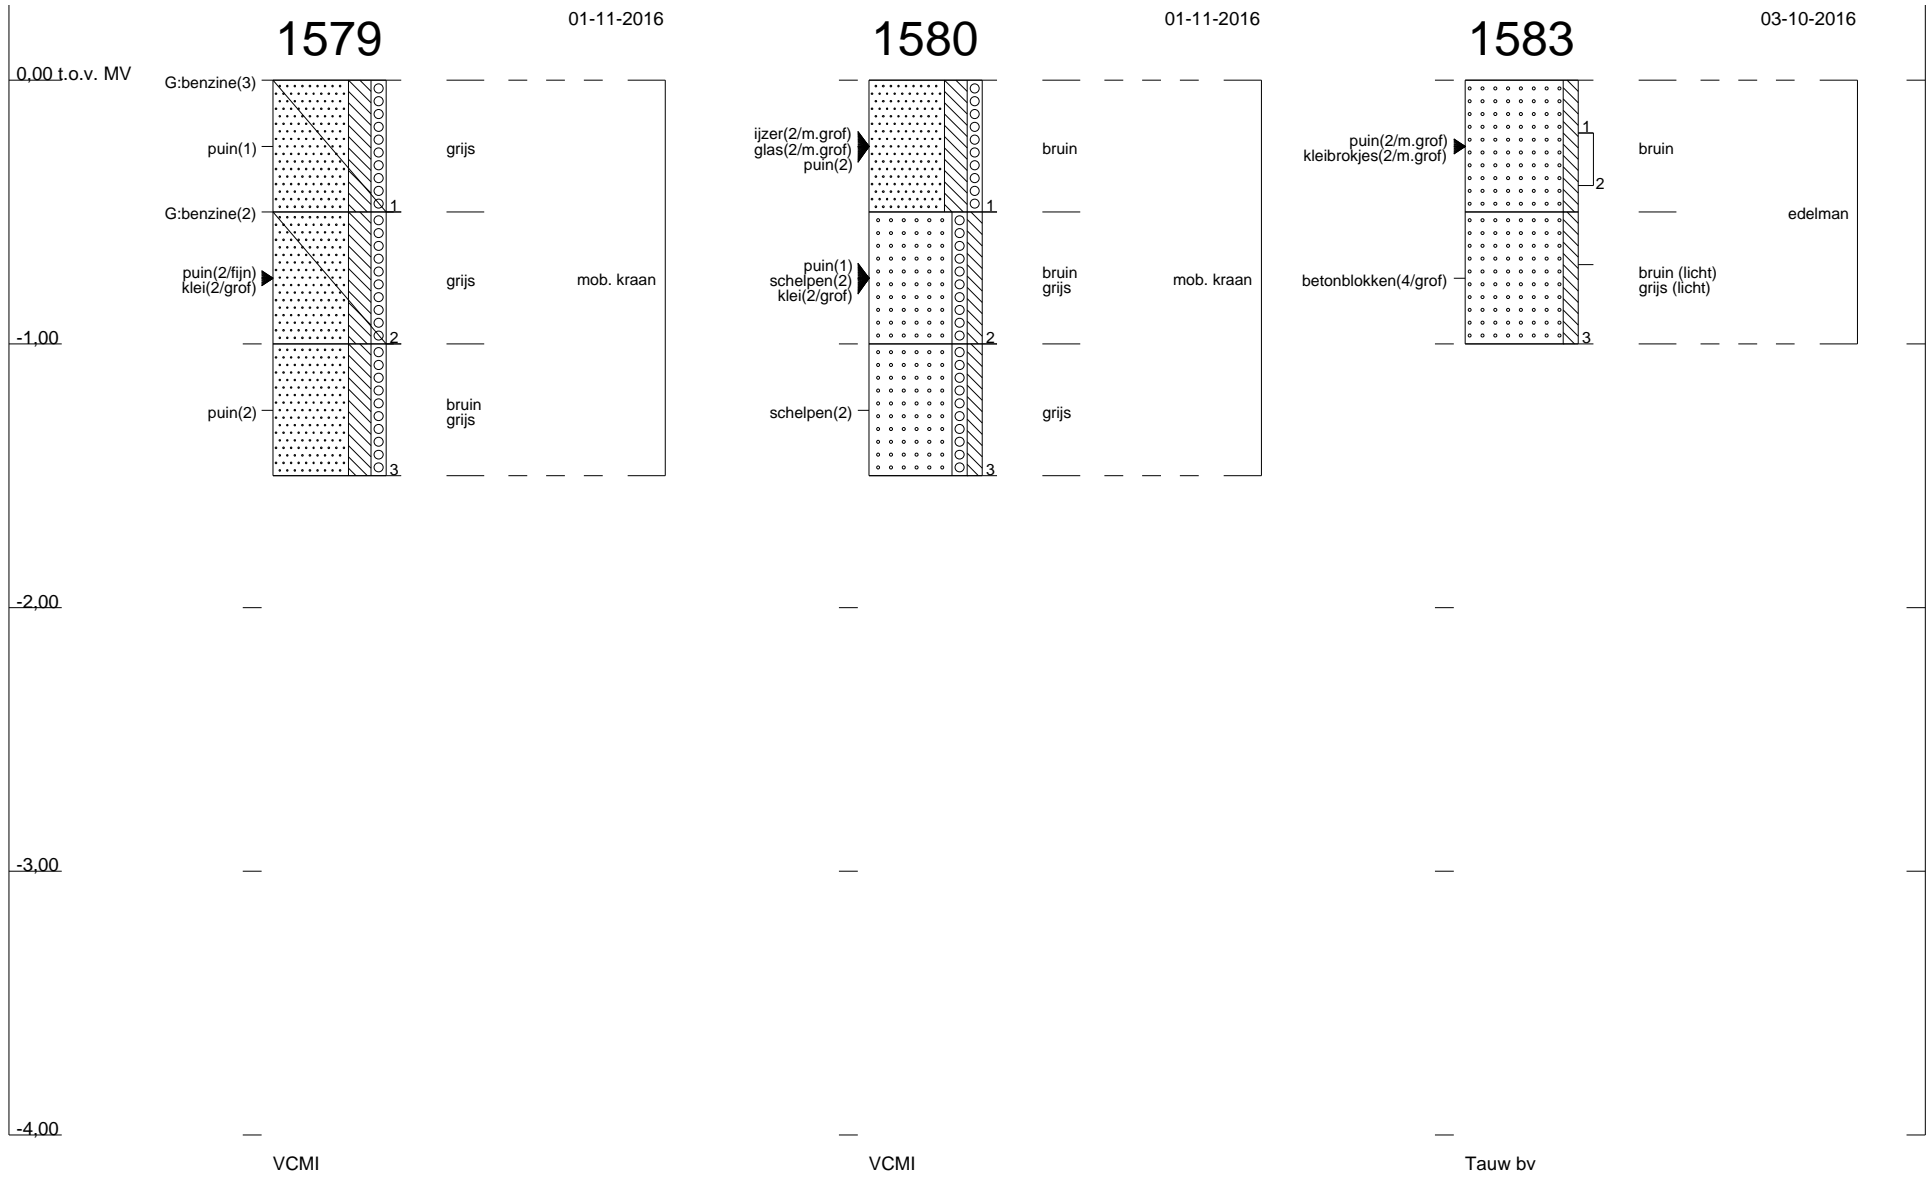 01-11-2016
01-11-2016
03-10-2016
1579
1580
1583
0,00 t.o.v. MV
G:benzine(3)
puin(1)
grijs
1
G:benzine(2)
puin(2/fijn)
klei(2/grof)
grijs
mob. kraan
2
puin(2)
bruin
grijs
3
ijzer(2/m.grof)
glas(2/m.grof)
puin(2)
bruin
1
puin(1)
schelpen(2)
klei(2/grof)
bruin
grijs
mob. kraan
2
schelpen(2)
grijs
3
puin(2/m.grof)
kleibrokjes(2/m.grof)
1
bruin
2
edelman
betonblokken(4/grof)
bruin (licht)
grijs (licht)
3
-1,00
-2,00
-3,00
-4,00
VCMI
VCMI
Tauw bv